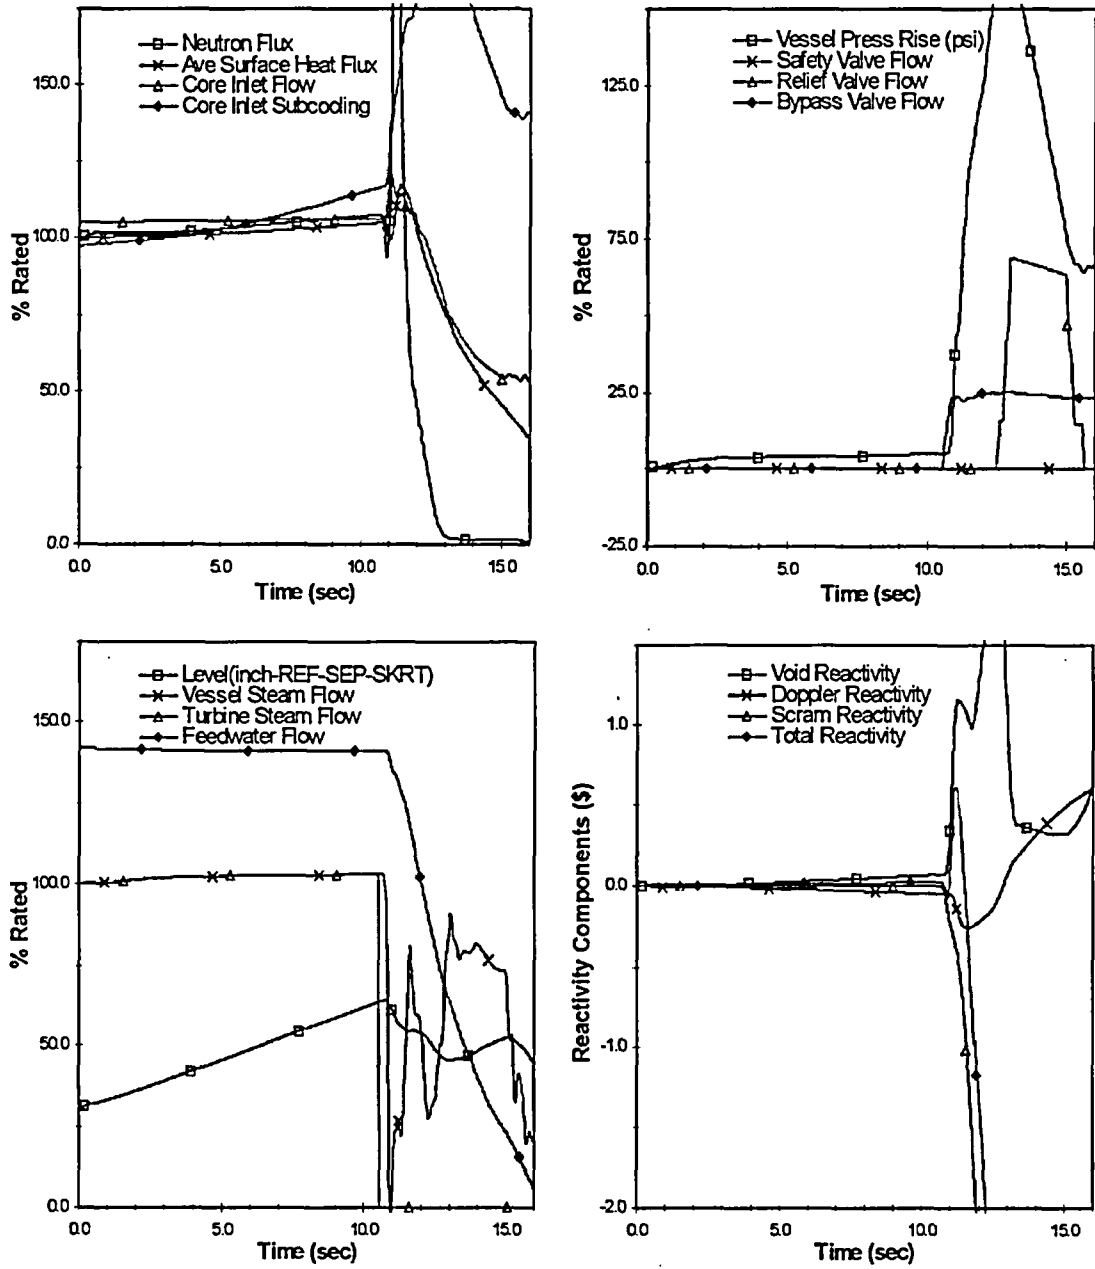 Neutron Flux
Ave Surface Heat Flux
Core Inlet Flow
Core Inlet Subcoding
150.0
100.0
50.0
0.0
% Rated
0.0 5.0 10.0 15.0
Time (sec)
Vessel Press Rise (psi)
Safety Valve Flow
Relief Valve Flow
Bypass Valve Flow
125.0
75.0
25.0
-25.0
% Rated
0.0 5.0 10.0 15.0
Time (sec)
Level(inch-REF-SEP-SKRT)
Vessel Steam Flow
Turbine Steam Flow
Feedwater Flow
150.0
100.0
50.0
0.0
% Rated
0.0 5.0 10.0 15.0
Time (sec)
Void Reactivity
Doppler Reactivity
Scram Reactivity
Total Reactivity
1.0
0.0
-1.0
-2.0
Reactivity Components ($)
0.0 5.0 10.0 15.0
Time (sec)